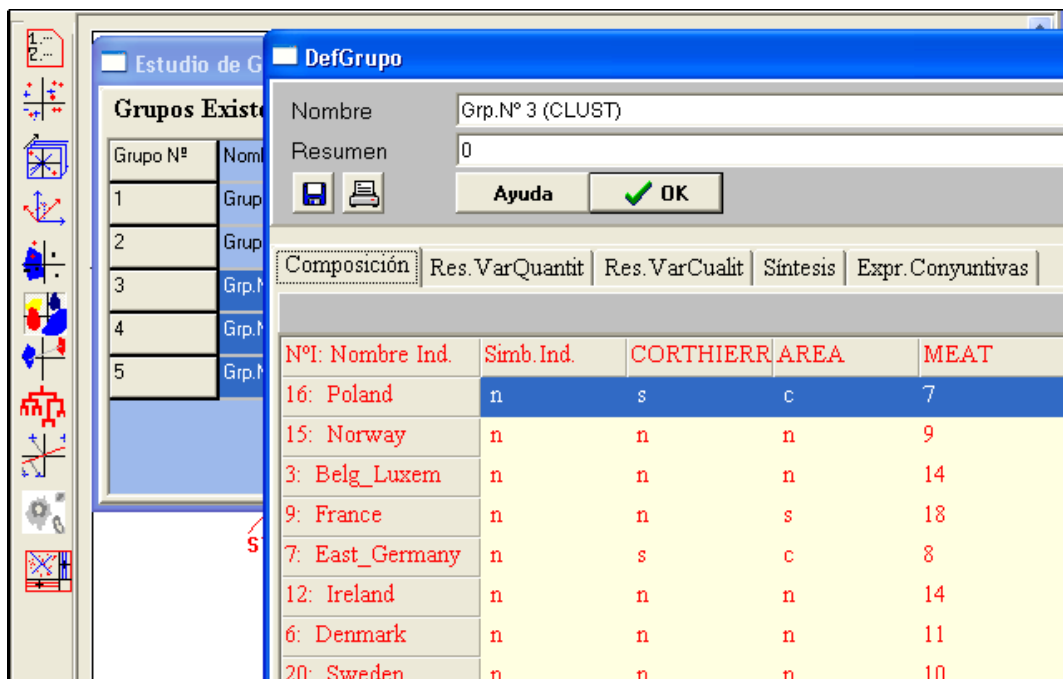 1....
2....
Estudio de G
DefGrupo
Grupos Existe
Nombre
Grp.Nº 3 (CLUST)
Resumen
0
Ayuda
OK
Grupo Nº
Nom
1
Grup
2
Grup
3
Grp.N
4
Grp.N
5
Grp.N
Composición
Res.VarQuantit
Res.VarCualit
Síntesis
Expr.Conyuntivas
NºI: Nombre Ind. Simb.Ind. CORTHIERR AREA MEAT
16: Poland n s c 7
15: Norway n n n 9
3: Belg_Luxem n n n 14
9: France n n s 18
7: East_Germany n s c 8
12: Ireland n n n 14
6: Denmark n n n 11
20: Sweden n n n 10